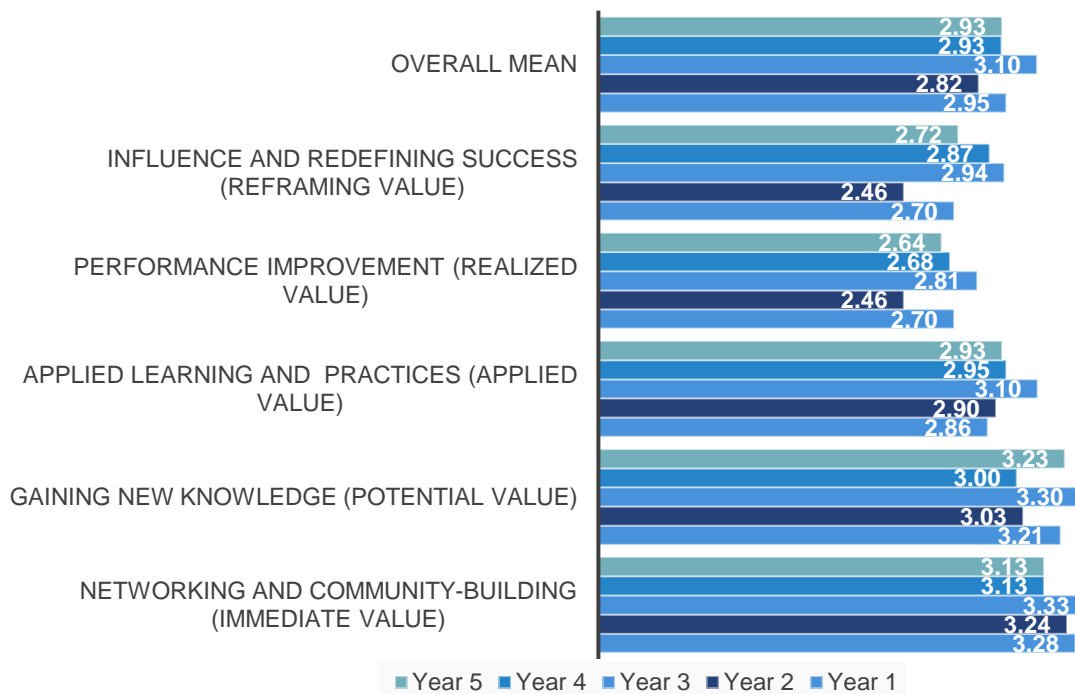 OVERALL MEAN
2.93
2.93
3.10
2.82
2.95
INFLUENCE AND REDEFINING SUCCESS
(REFRAMING VALUE)
2.72
2.87
2.94
2.46
2.70
PERFORMANCE IMPROVEMENT (REALIZED
VALUE)
2.64
2.68
2.81
2.46
2.70
APPLIED LEARNING AND PRACTICES (APPLIED
VALUE)
2.93
2.95
3.10
2.90
2.86
GAINING NEW KNOWLEDGE (POTENTIAL VALUE)
3.23
3.00
3.30
3.03
3.21
NETWORKING AND COMMUNITY-BUILDING
(IMMEDIATE VALUE)
3.13
3.13
3.33
3.24
3.28
Year 5 Year 4 Year 3 Year 2 Year 1